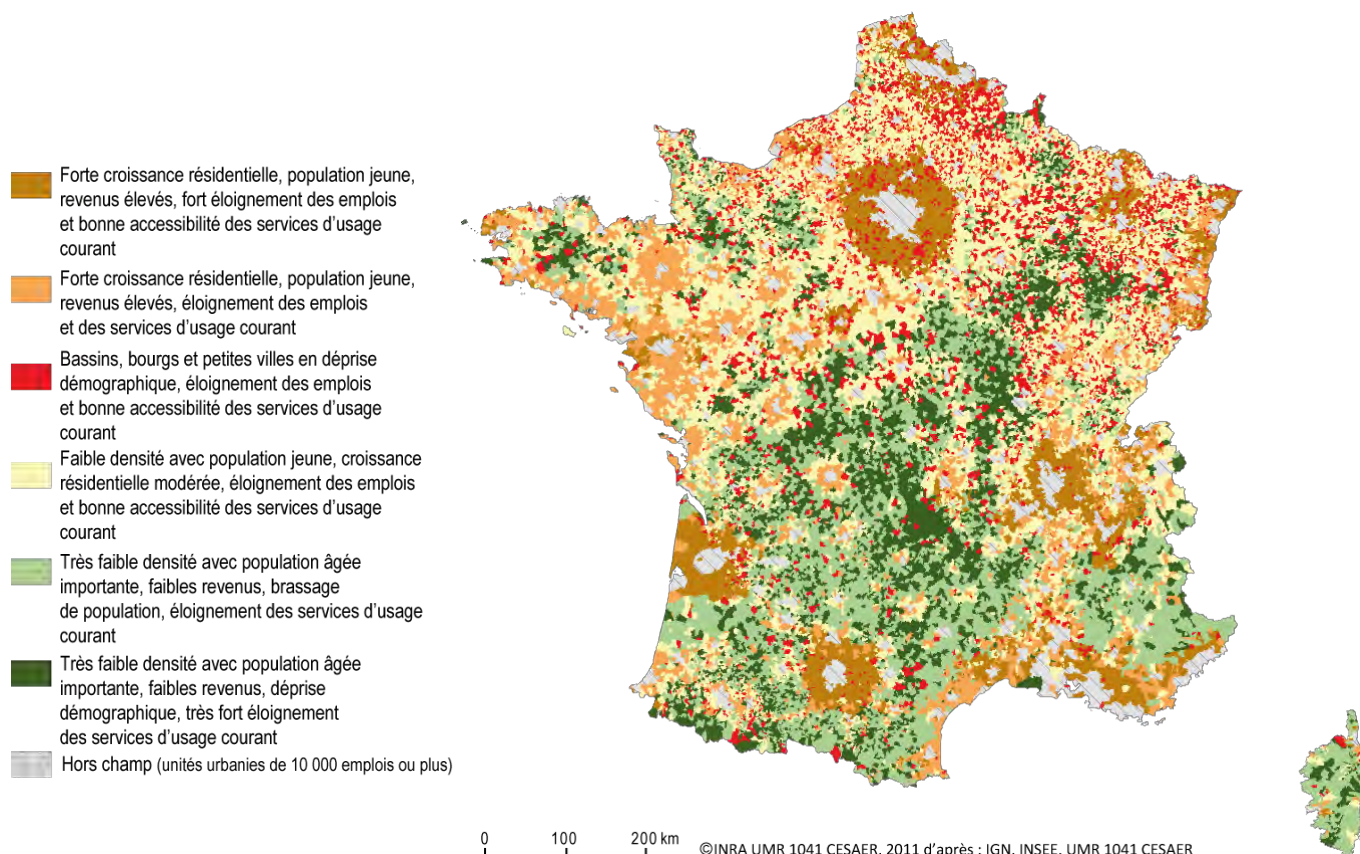 Forte croissance résidentielle, population jeune,
revenus élevés, fort éloignement des emplois
et bonne accessibilité des services d'usage
courant
Forte croissance résidentielle, population jeune,
revenus élevés, éloignement des emplois
et des services d'usage courant
Bassins, bourgs et petites villes en déprise
démographique, éloignement des emplois
et bonne accessibilité des services d'usage
courant
Faible densité avec population jeune, croissance
résidentielle modérée, éloignement des emplois
et bonne accessibilité des services d'usage
courant
Très faible densité avec population âgée
importante, faibles revenus, brassage
de population, éloignement des services d'usage
courant
Très faible densité avec population âgée
importante, faibles revenus, déprise
démographique, très fort éloignement
des services d'usage courant
Hors champ (unités urbanies de 10 000 emplois ou plus)
0 100 200 km
©INRA UMR 1041 CESAER, 2011 d'après : IGN, INSEE, UMR 1041 CESAER